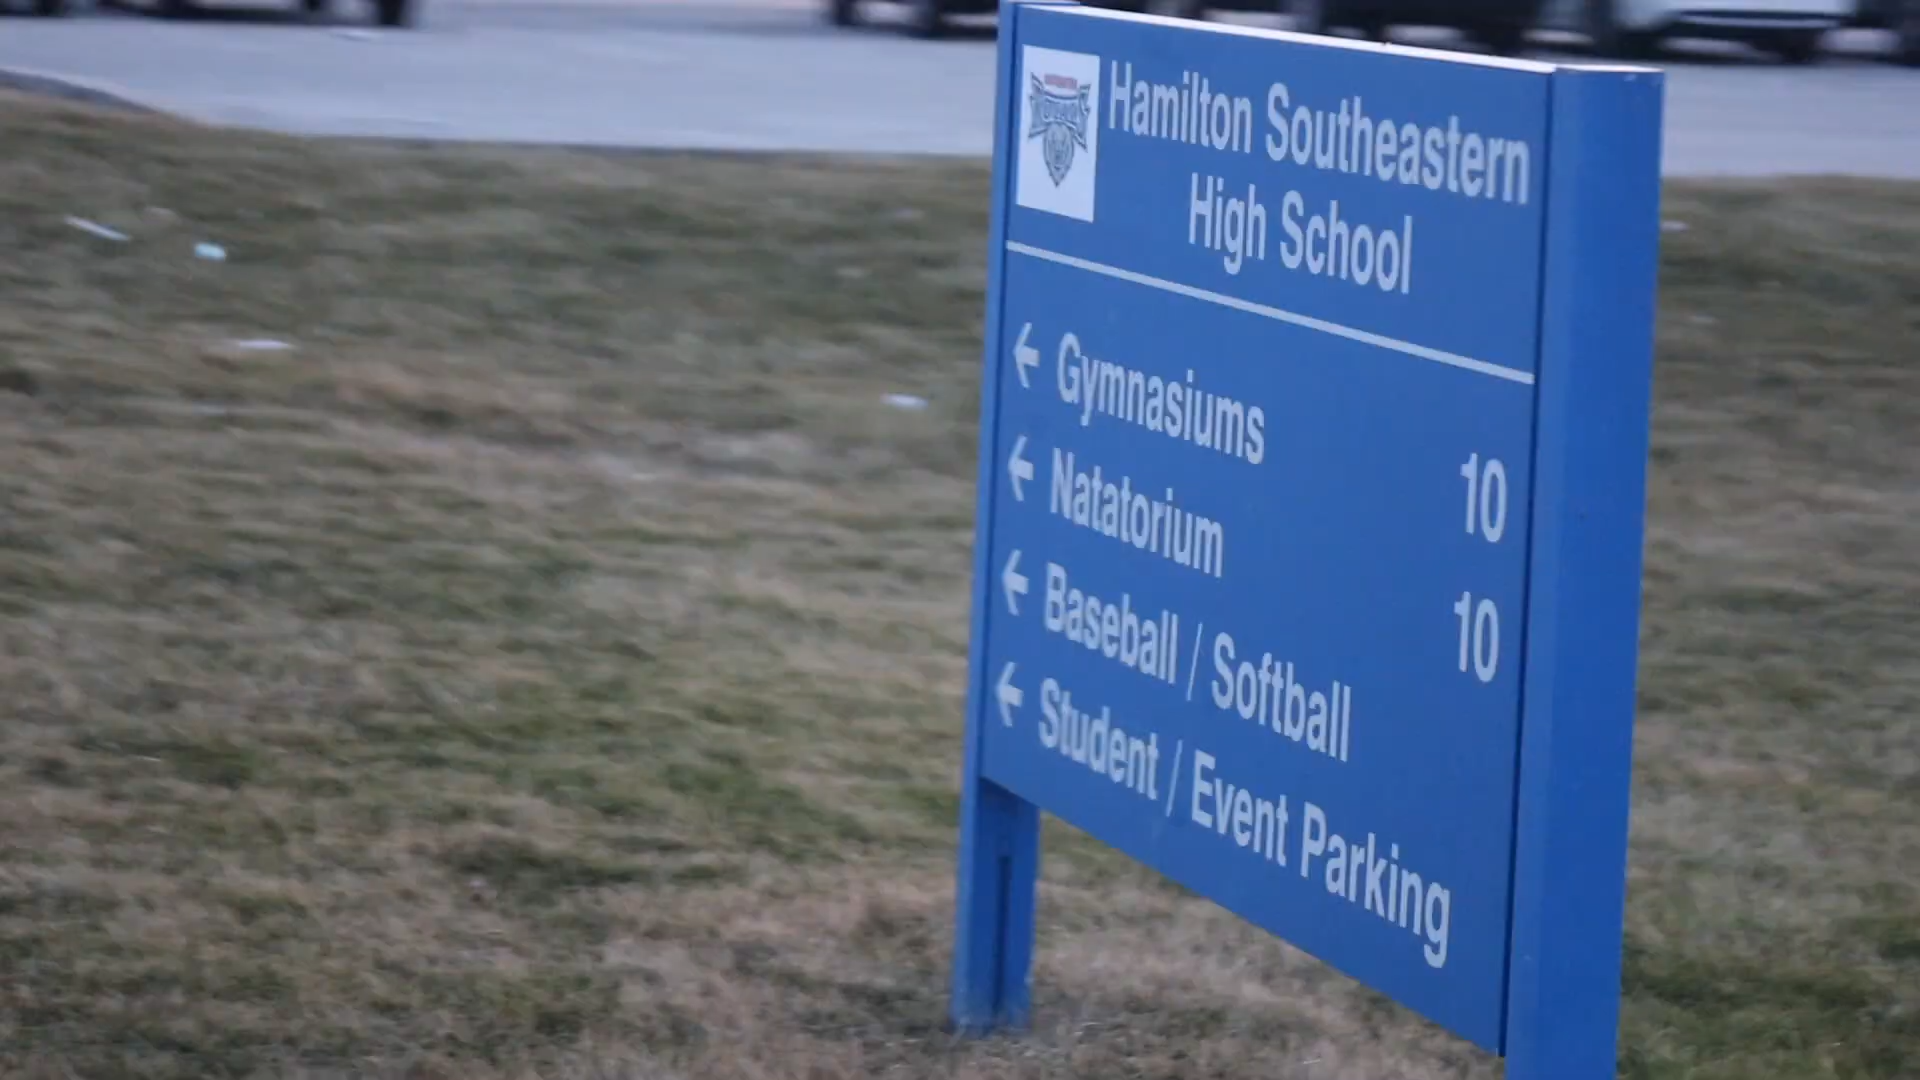 Hamilton Southeastern
High School
← Gymnasiums 10
← Natatorium 10
← Baseball / Softball
← Student / Event Parking